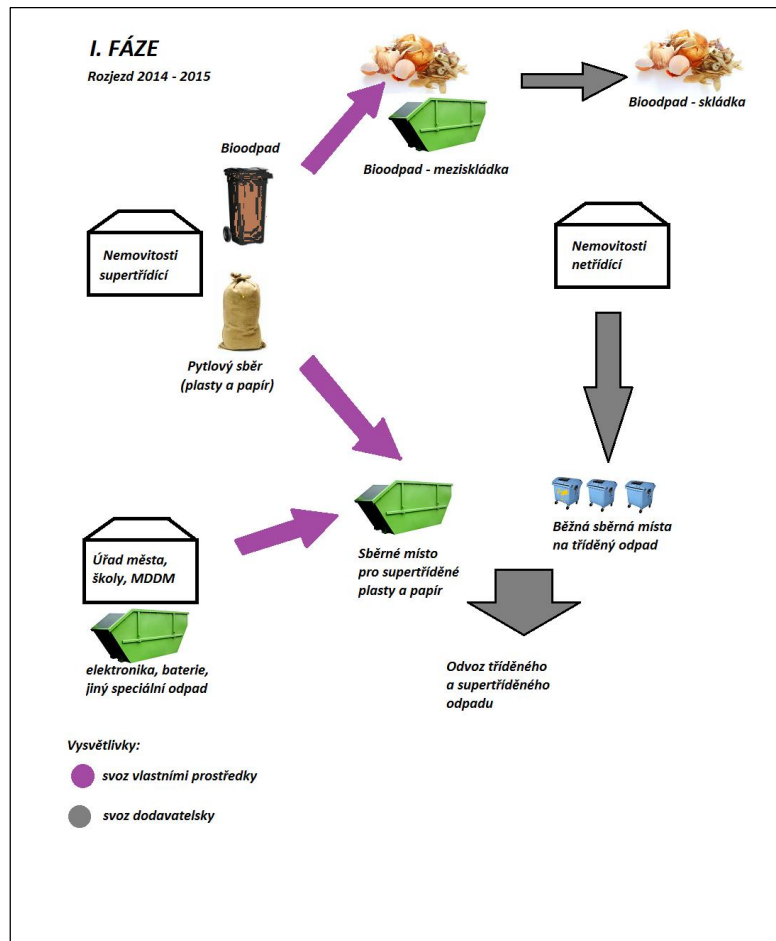 I. FÁZE
Rozjezd 2014 - 2015
Bioodpad - skládka
Bioodpad
Bioodpad - meziskládka
Nemovitosti
supertřídící
Nemovitosti
netřídící
Pytlový sběr
(plasty a papír)
Běžná sběrná místa
na tříděný odpad
Úřad města,
školy, MDDM
Sběrné místo
pro supertříděné
plasty a papír
elektronika, baterie,
jiný speciální odpad
Odvoz tříděného
a supertříděného
odpadu
Vysvětlivky:
svoz vlastními prostředky
svoz dodavatelsky